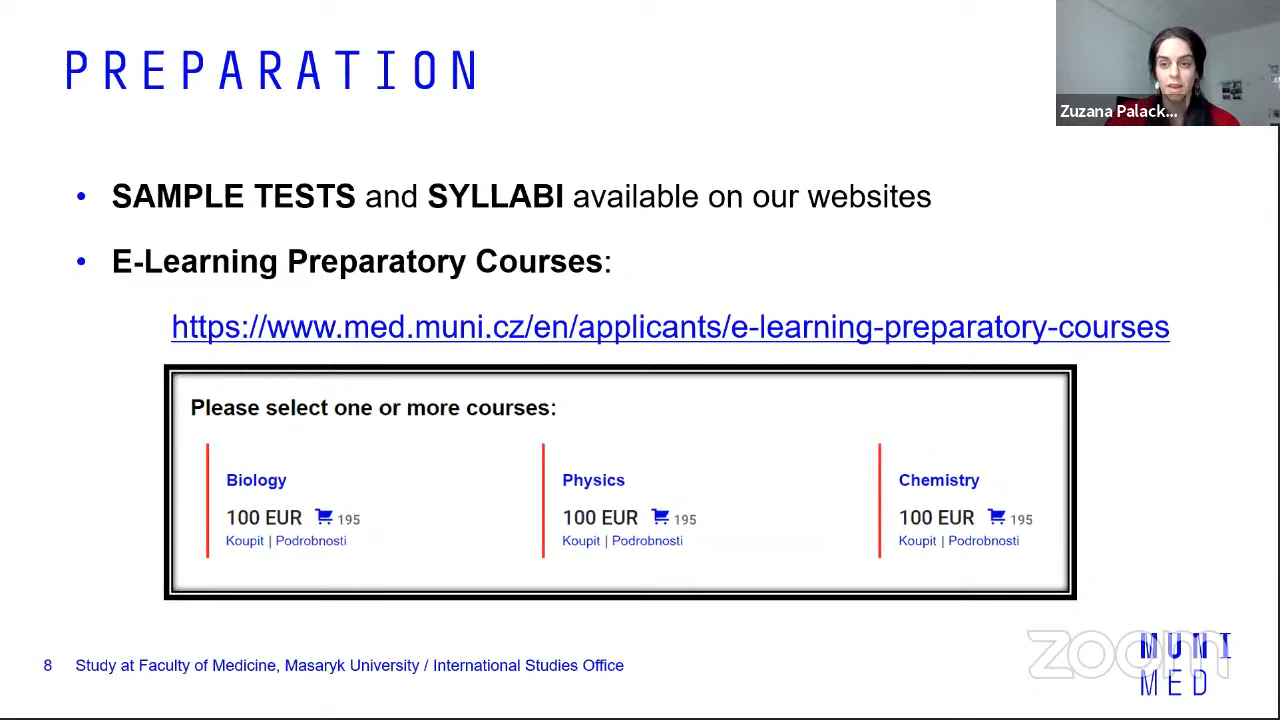 PREPARATION
Zuzana Palack...
• SAMPLE TESTS and SYLLABI available on our websites
• E-Learning Preparatory Courses:
https://www.med.muni.cz/en/applicants/e-learning-preparatory-courses
Please select one or more courses:
Biology
100 EUR 195
Koupit | Podrobnosti
Physics
100 EUR 195
Koupit | Podrobnosti
Chemistry
100 EUR 195
Koupit | Podrobnosti
8 Study at Faculty of Medicine, Masaryk University / International Studies Office
zoom
MUNI
MED